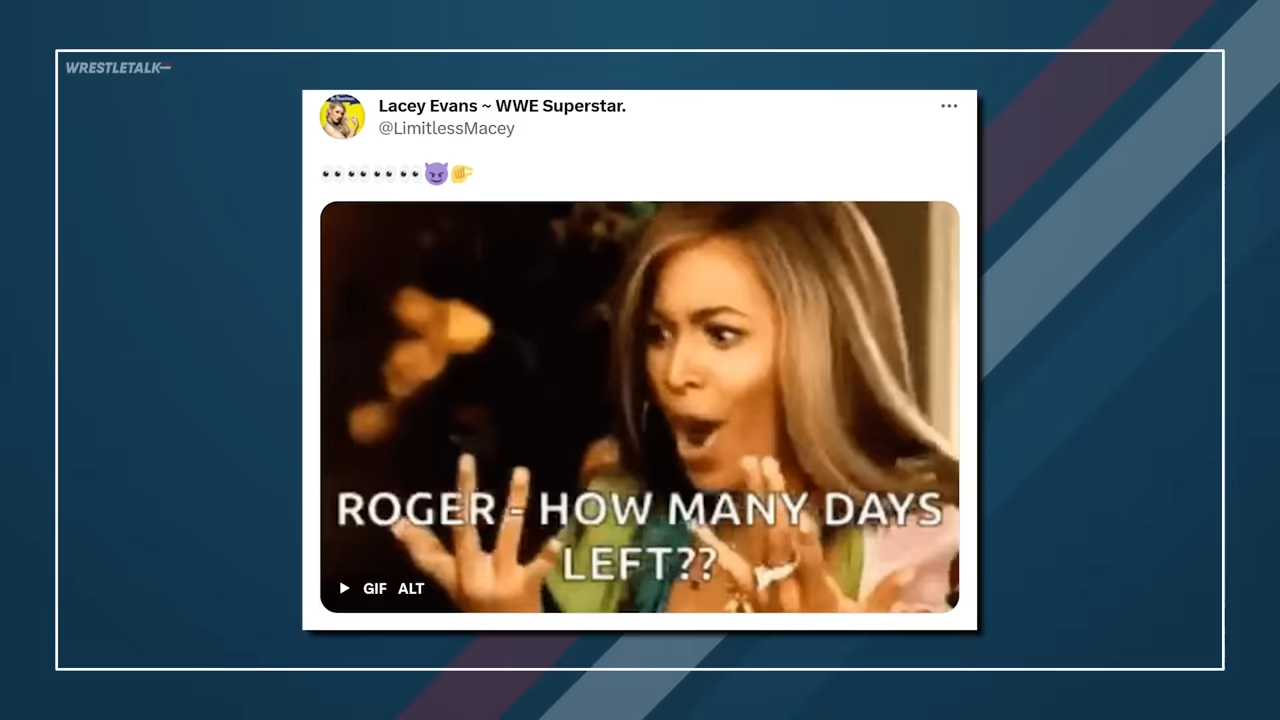 WRESTLETALK
Lacey Evans ~ WWE Superstar.
@LimitlessMacey
👀👀👀👀😈🫴
ROGER - HOW MANY DAYS
LEFT??
GIF ALT